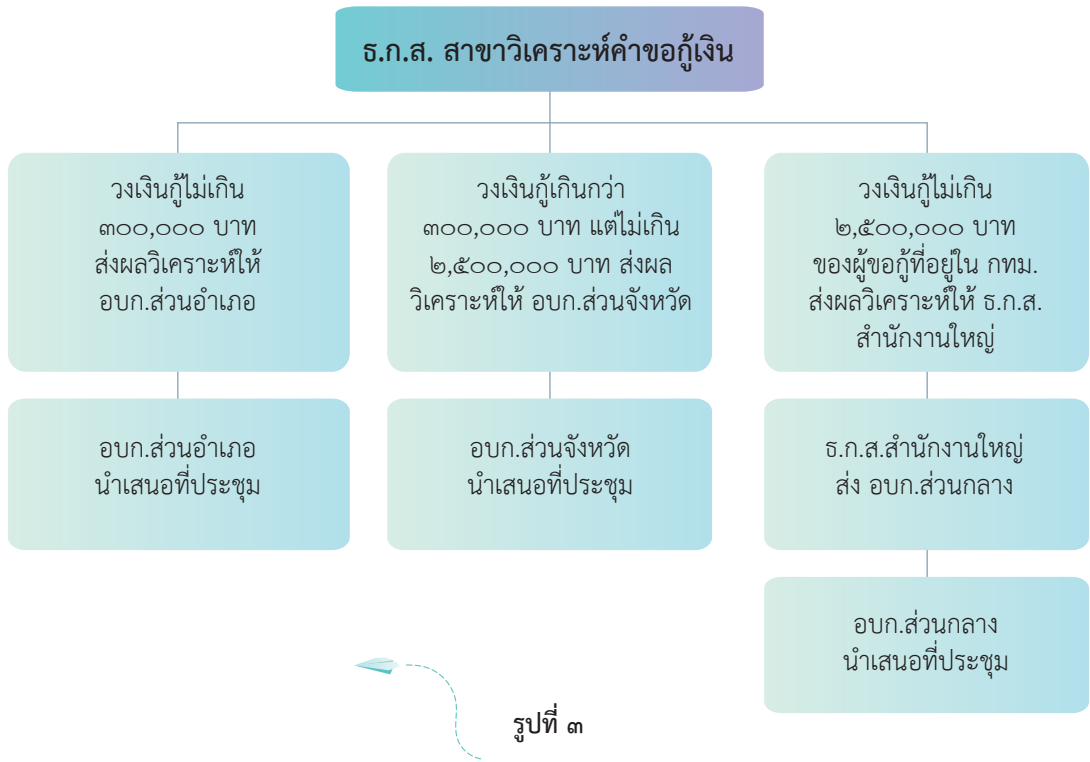 ธ.ก.ส. สาขาวิเคราะห์คำขอกู้เงิน
วงเงินกู้ไม่เกิน
๓๐๐,๐๐๐ บาท
ส่งผลวิเคราะห์ให้
อบก.ส่วนอำเภอ
วงเงินกู้เกินกว่า
๓๐๐,๐๐๐ บาท แต่ไม่เกิน
๒,๕๐๐,๐๐๐ บาท ส่งผล
วิเคราะห์ให้ อบก.ส่วนจังหวัด
วงเงินกู้ไม่เกิน
๒,๕๐๐,๐๐๐ บาท
ของผู้ขอกู้ที่อยู่ใน กทม.
ส่งผลวิเคราะห์ให้ ธ.ก.ส.
สำนักงานใหญ่
อบก.ส่วนอำเภอ
นำเสนอที่ประชุม
อบก.ส่วนจังหวัด
นำเสนอที่ประชุม
ธ.ก.ส.สำนักงานใหญ่
ส่ง อบก.ส่วนกลาง
อบก.ส่วนกลาง
นำเสนอที่ประชุม
รูปที่ ๓